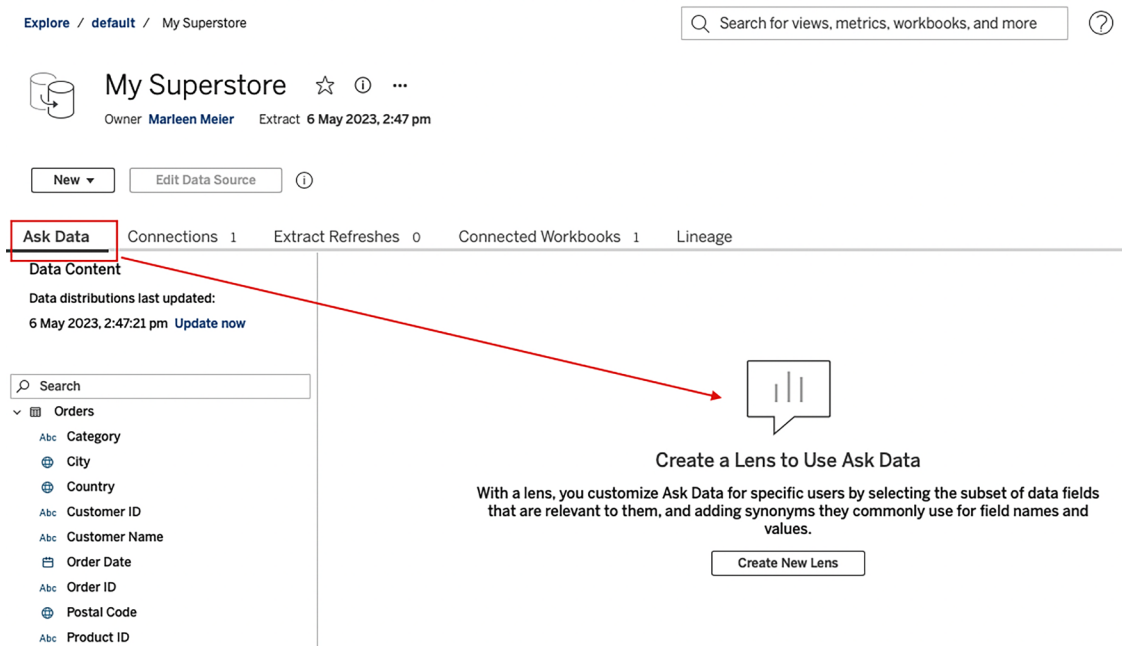 Explore / default / My Superstore
Search for views, metrics, workbooks, and more
?
My Superstore
Owner Marleen Meier Extract 6 May 2023, 2:47 pm
New Edit Data Source
Ask Data Connections 1 Extract Refreshes 0 Connected Workbooks 1 Lineage
Data Content
Data distributions last updated:
6 May 2023, 2:47:21 pm Update now
Search
Orders
Abc Category
City
Country
Abc Customer ID
Abc Customer Name
Order Date
Abc Order ID
Postal Code
Abc Product ID
Create a Lens to Use Ask Data
With a lens, you customize Ask Data for specific users by selecting the subset of data fields
that are relevant to them, and adding synonyms they commonly use for field names and
values.
Create New Lens